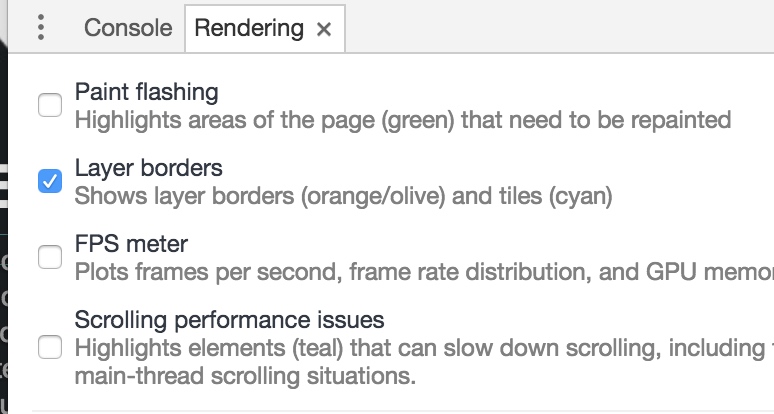 Console Rendering ×
Paint flashing
Highlights areas of the page (green) that need to be repainted
Layer borders
Shows layer borders (orange/olive) and tiles (cyan)
FPS meter
Plots frames per second, frame rate distribution, and GPU
Scrolling performance issues
Highlights elements (teal) that can slow down scrolling, including
main-thread scrolling situations.